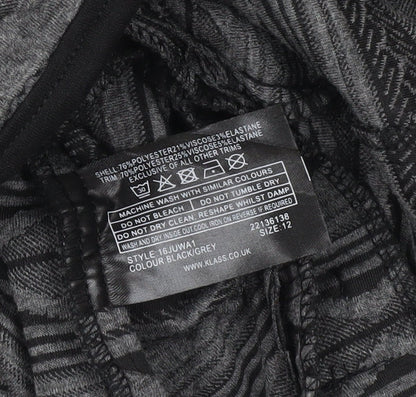 SHELL 76%POLYESTER21%VISCOSE3%ELASTANE
TRIM:70%POLYESTER25%VISCOSE5%ELASTANE
EXCLUSIVE OF ALL OTHER TRIMS
30
MACHINE WASH WITH SIMILAR COLOURS
DO NOT BLEACH DO NOT TUMBLE DRY
DO NOT DRY CLEAN RESHAPE WHILST DAMP
WASH AND DRY INSIDE OUT.COOL IRON ON REVERSE IF REQUIRED
STYLE 16JUWA1 22136138
COLOUR BLACK/GREY SIZE:12
WWW.KLASS.CO.UK